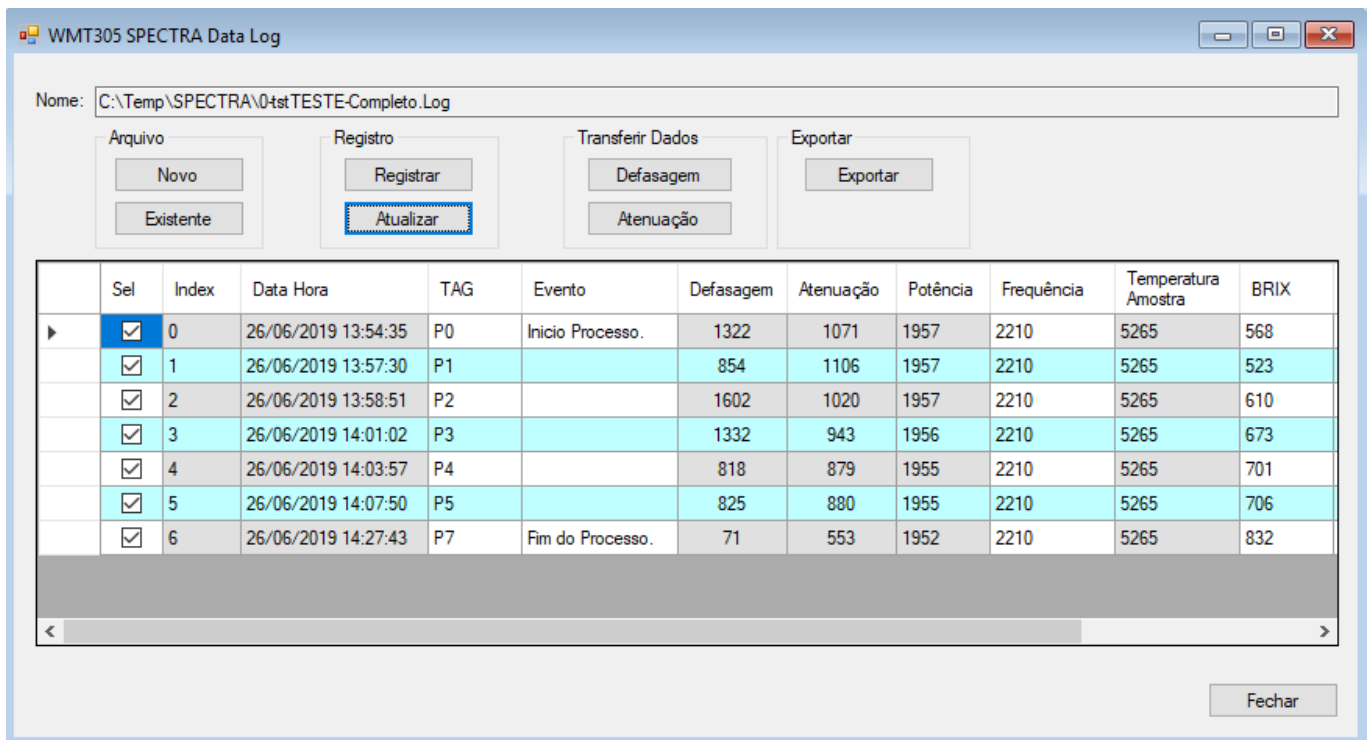 WMT305 SPECTRA Data Log
Nome: C:\Temp\SPECTRA\0-tstTESTE-Completo.Log
Arquivo Registro Transferir Dados Exportar
Novo Registrar Defasagem Exportar
Existente Atualizar Atenuação
Sel Index Data Hora TAG Evento Defasagem Atenuação Potência Frequência Temperatura Amostra BRIX
0 26/06/2019 13:54:35 P0 Inicio Processo. 1322 1071 1957 2210 5265 568
1 26/06/2019 13:57:30 P1 854 1106 1957 2210 5265 523
2 26/06/2019 13:58:51 P2 1602 1020 1957 2210 5265 610
3 26/06/2019 14:01:02 P3 1332 943 1956 2210 5265 673
4 26/06/2019 14:03:57 P4 818 879 1955 2210 5265 701
5 26/06/2019 14:07:50 P5 825 880 1955 2210 5265 706
6 26/06/2019 14:27:43 P7 Fim do Processo. 71 553 1952 2210 5265 832
Fechar